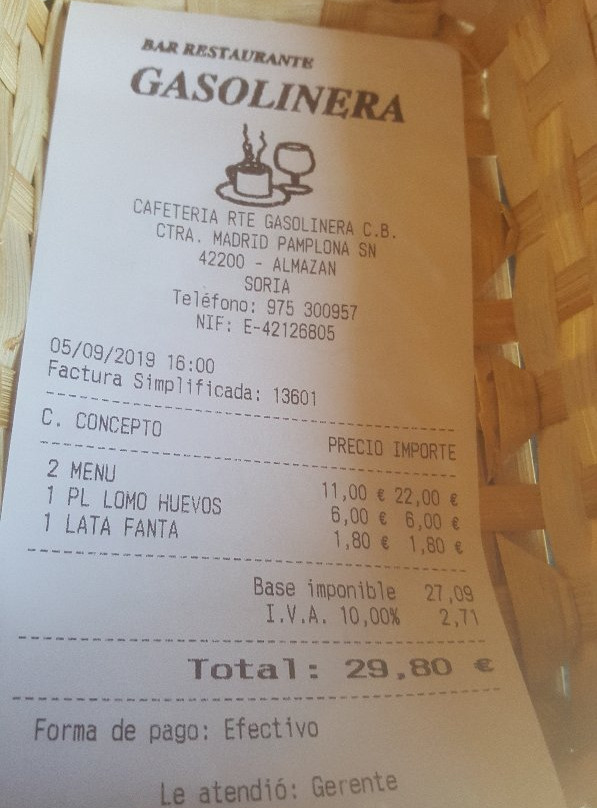 BAR RESTAURANTE
GASOLINERA
CAFETERIA RTE GASOLINERA C.B.
CTRA. MADRID PAMPLONA SN
42200 - ALMAZAN
SORIA
Teléfono: 975 300957
NIF: E-42126805
05/09/2019 16:00
Factura Simplificada: 13601
C. CONCEPTO PRECIO IMPORTE
2 MENU 11,00 € 22,00 €
1 PL LOMO HUEVOS 6,00 € 6,00 €
1 LATA FANTA 1,80 € 1,80 €
Base imponible 27,09
I.V.A. 10,00% 2,71
Total: 29,80 €
Forma de pago: Efectivo
Le atendió: Gerente